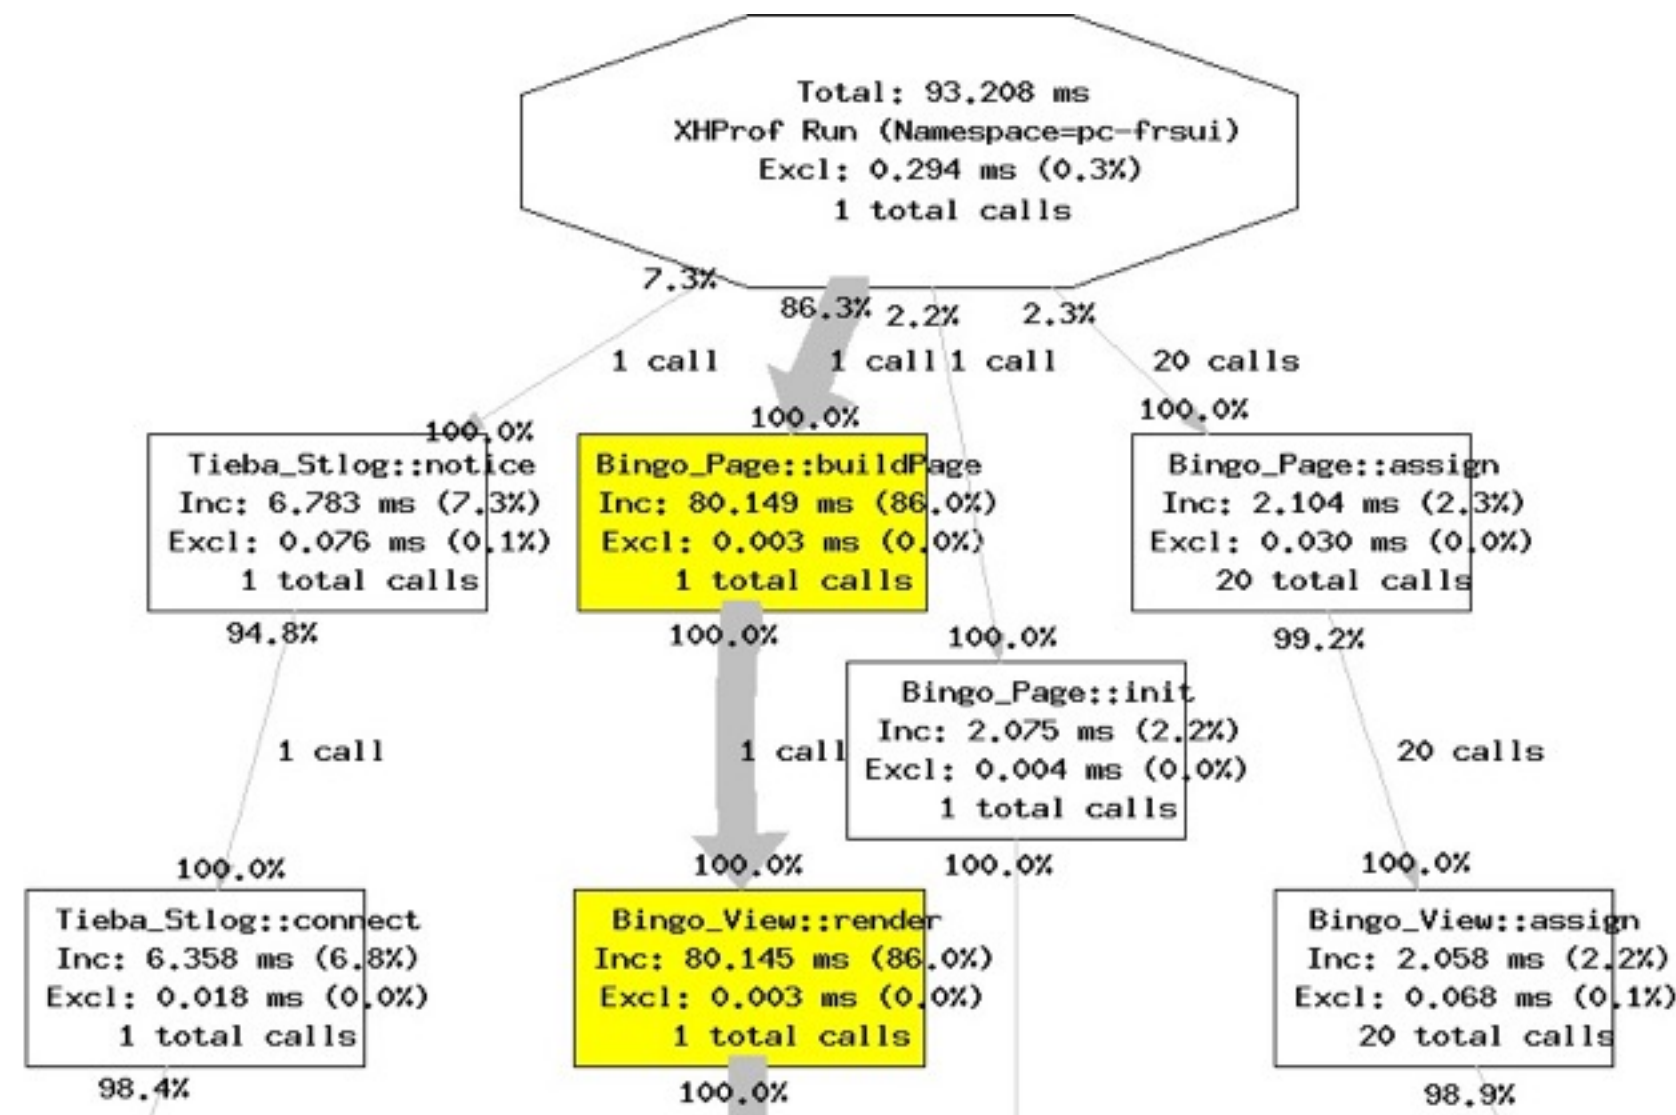 Total: 93.208 ms
XHProf Run (Namespace=pc-frsui)
Excl: 0.294 ms (0.3%)
1 total calls
7.3%
86.3%
2.2%
2.3%
1 call
1 call
1 call
20 calls
100.0%
100.0%
100.0%
Tieba_Stlog::notice
Inc: 6.783 ms (7.3%)
Excl: 0.076 ms (0.1%)
1 total calls
Bingo_Page::buildPage
Inc: 80.149 ms (86.0%)
Excl: 0.003 ms (0.0%)
1 total calls
Bingo_Page::assign
Inc: 2.104 ms (2.3%)
Excl: 0.030 ms (0.0%)
20 total calls
94.8%
100.0%
100.0%
99.2%
Bingo_Page::init
Inc: 2.075 ms (2.2%)
Excl: 0.004 ms (0.0%)
1 total calls
1 call
1 call
20 calls
100.0%
100.0%
100.0%
100.0%
Tieba_Stlog::connect
Inc: 6.358 ms (6.8%)
Excl: 0.018 ms (0.0%)
1 total calls
Bingo_View::render
Inc: 80.145 ms (86.0%)
Excl: 0.003 ms (0.0%)
1 total calls
Bingo_View::assign
Inc: 2.058 ms (2.2%)
Excl: 0.068 ms (0.1%)
20 total calls
98.4%
100.0%
98.9%